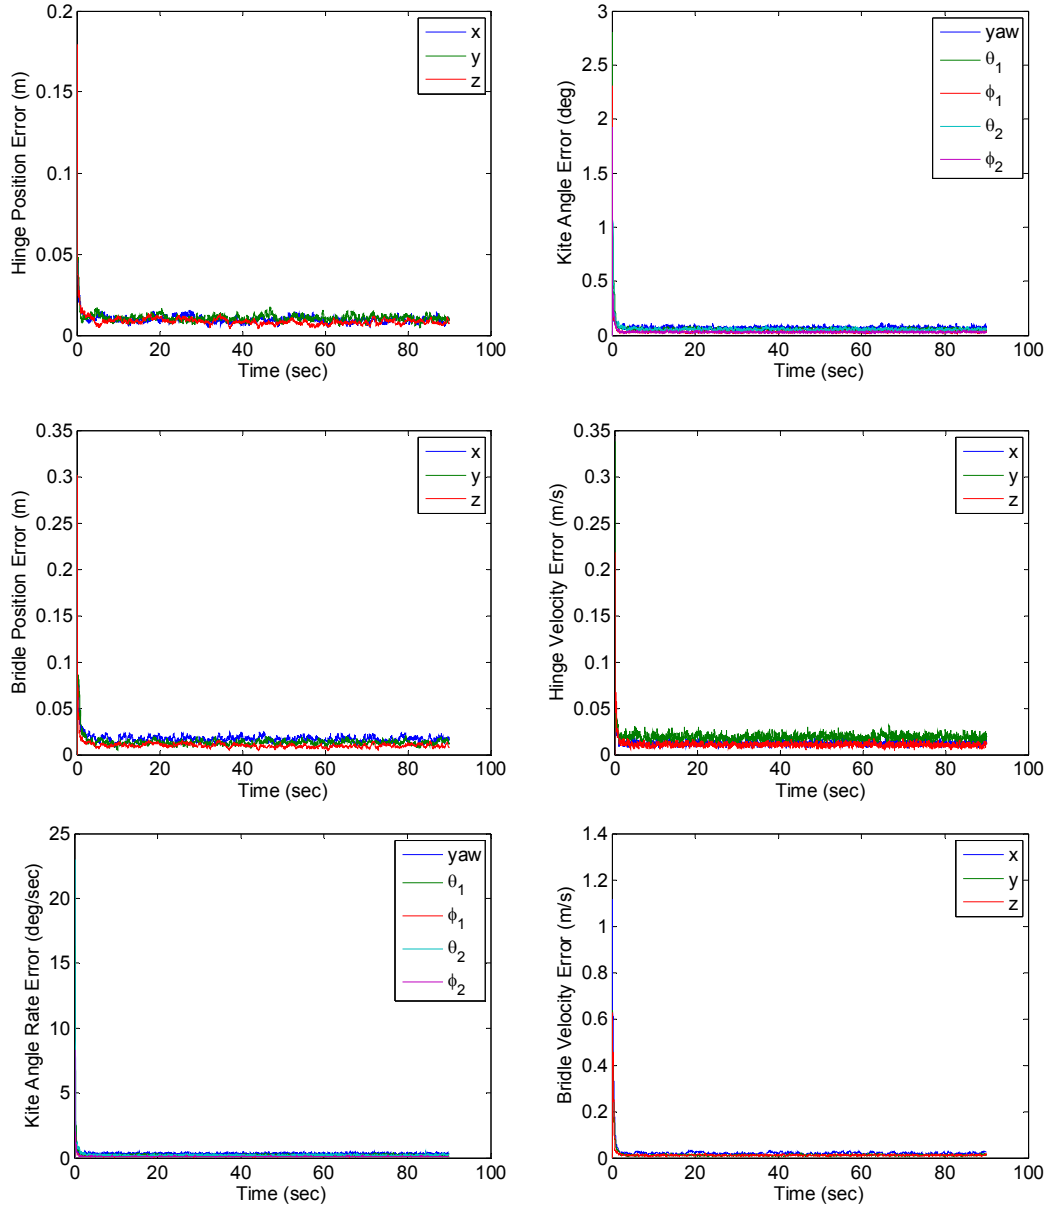 Hinge Position Error (m)
0.2
0.15
0.1
0.05
0
0 20 40 60 80 100
Time (sec)
x
y
z
Kite Angle Error (deg)
3
2.5
2
1.5
1
0.5
0
0 20 40 60 80 100
Time (sec)
yaw
θ1
ϕ1
θ2
ϕ2
Bridle Position Error (m)
0.35
0.3
0.25
0.2
0.15
0.1
0.05
0
0 20 40 60 80 100
Time (sec)
x
y
z
Hinge Velocity Error (m/s)
0.35
0.3
0.25
0.2
0.15
0.1
0.05
0
0 20 40 60 80 100
Time (sec)
x
y
z
Kite Angle Rate Error (deg/sec)
25
20
15
10
5
0
0 20 40 60 80 100
Time (sec)
yaw
θ1
ϕ1
θ2
ϕ2
Bridle Velocity Error (m/s)
1.4
1.2
1
0.8
0.6
0.4
0.2
0
0 20 40 60 80 100
Time (sec)
x
y
z